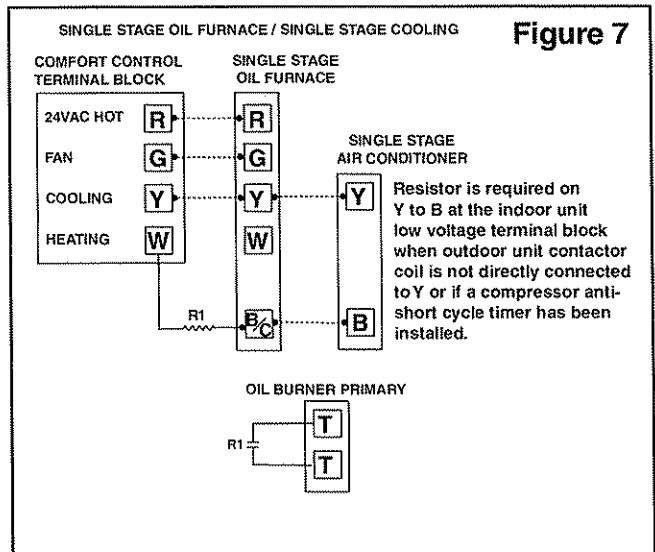 SINGLE STAGE OIL FURNACE / SINGLE STAGE COOLING
Figure 7
COMFORT CONTROL
TERMINAL BLOCK
SINGLE STAGE
OIL FURNACE
24VAC HOT R R
FAN G G
COOLING Y Y
HEATING W W
R1 B/C
SINGLE STAGE
AIR CONDITIONER
Y
B
Resistor is required on
Y to B at the indoor unit
low voltage terminal block
when outdoor unit contactor
coil is not directly connected
to Y or if a compressor anti-
short cycle timer has been
installed.
OIL BURNER PRIMARY
T
R1
T